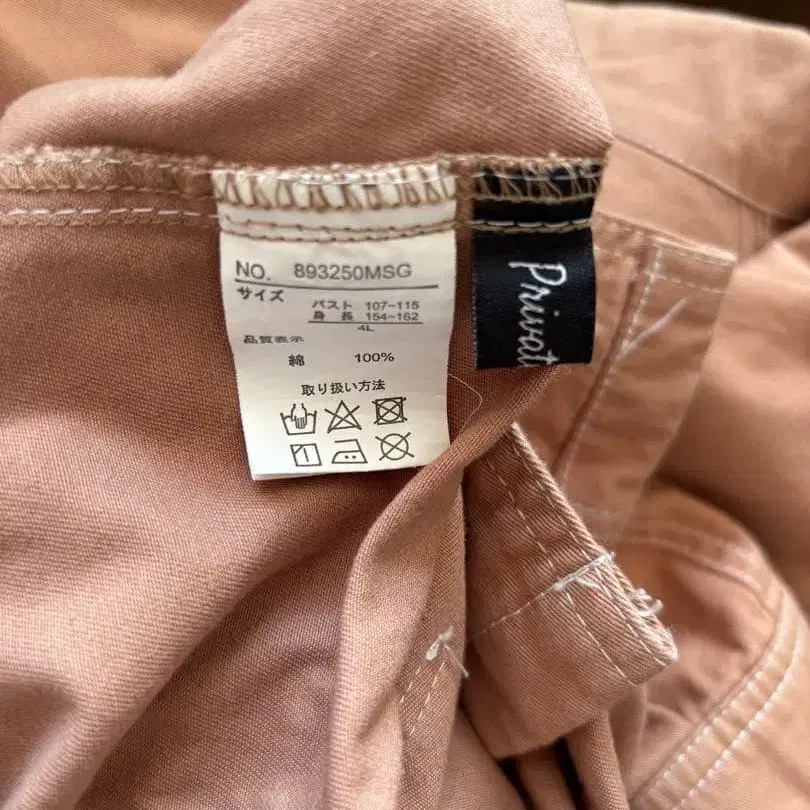 NO. 893250MSG
サイズ
バスト 107~115
身 長 154~162
4L
品質表示
綿 100%
取り扱い方法
Privat